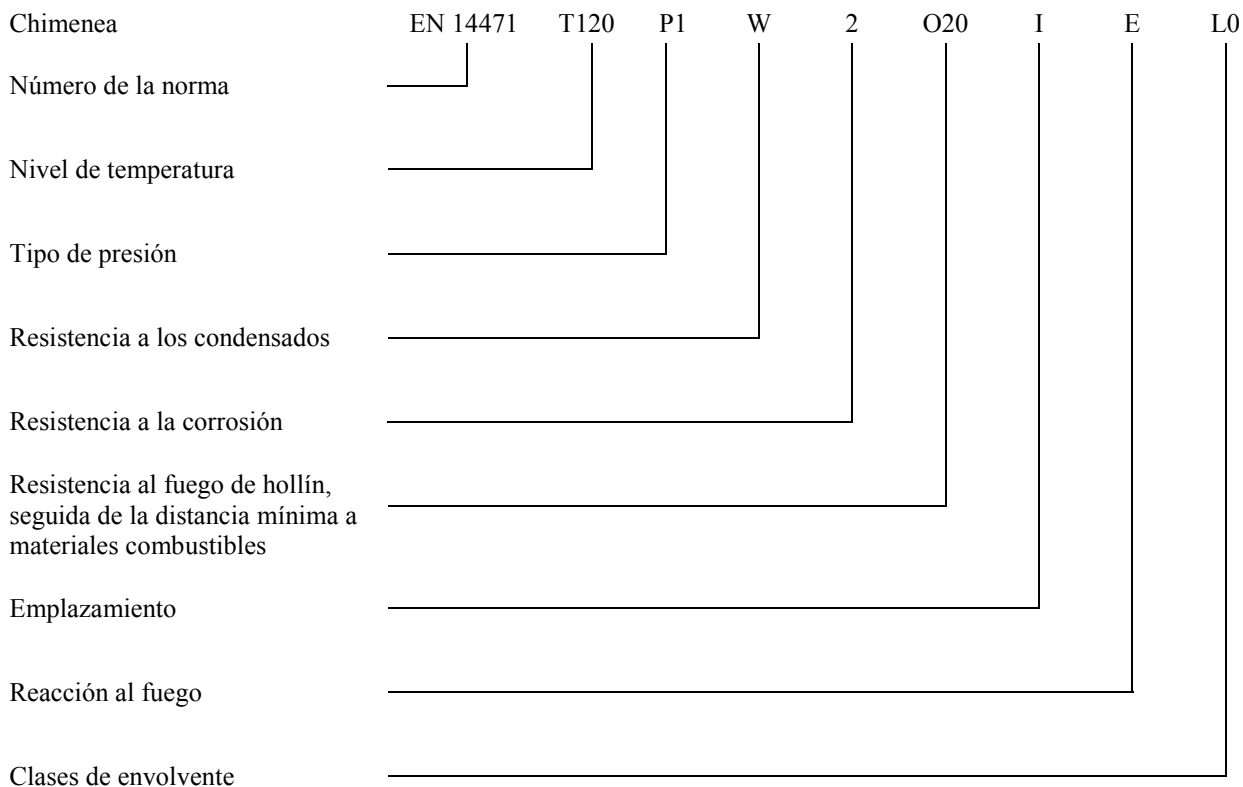 Chimenea EN 14471 T120 P1 W 2 O20 I E L0
Número de la norma
Nivel de temperatura
Tipo de presión
Resistencia a los condensados
Resistencia a la corrosión
Resistencia al fuego de hollín,
seguida de la distancia mínima a
materiales combustibles
Emplazamiento
Reacción al fuego
Clases de envolvente